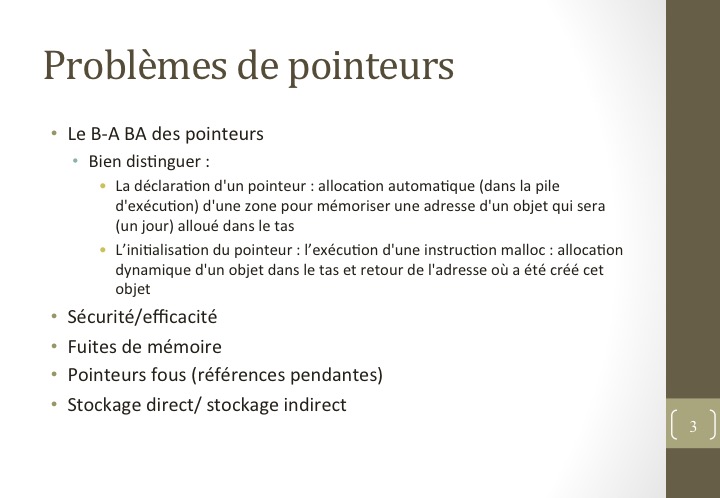 Problèmes de pointeurs
• Le B-A BA des pointeurs
• Bien distinguer :
• La déclaration d'un pointeur : allocation automatique (dans la pile
d'exécution) d'une zone pour mémoriser une adresse d'un objet qui sera
(un jour) alloué dans le tas
• L’initialisation du pointeur : l’exécution d'une instruction malloc : allocation
dynamique d'un objet dans le tas et retour de l'adresse où a été créé cet
objet
• Sécurité/efficacité
• Fuites de mémoire
• Pointeurs fous (références pendantes)
• Stockage direct/ stockage indirect
3